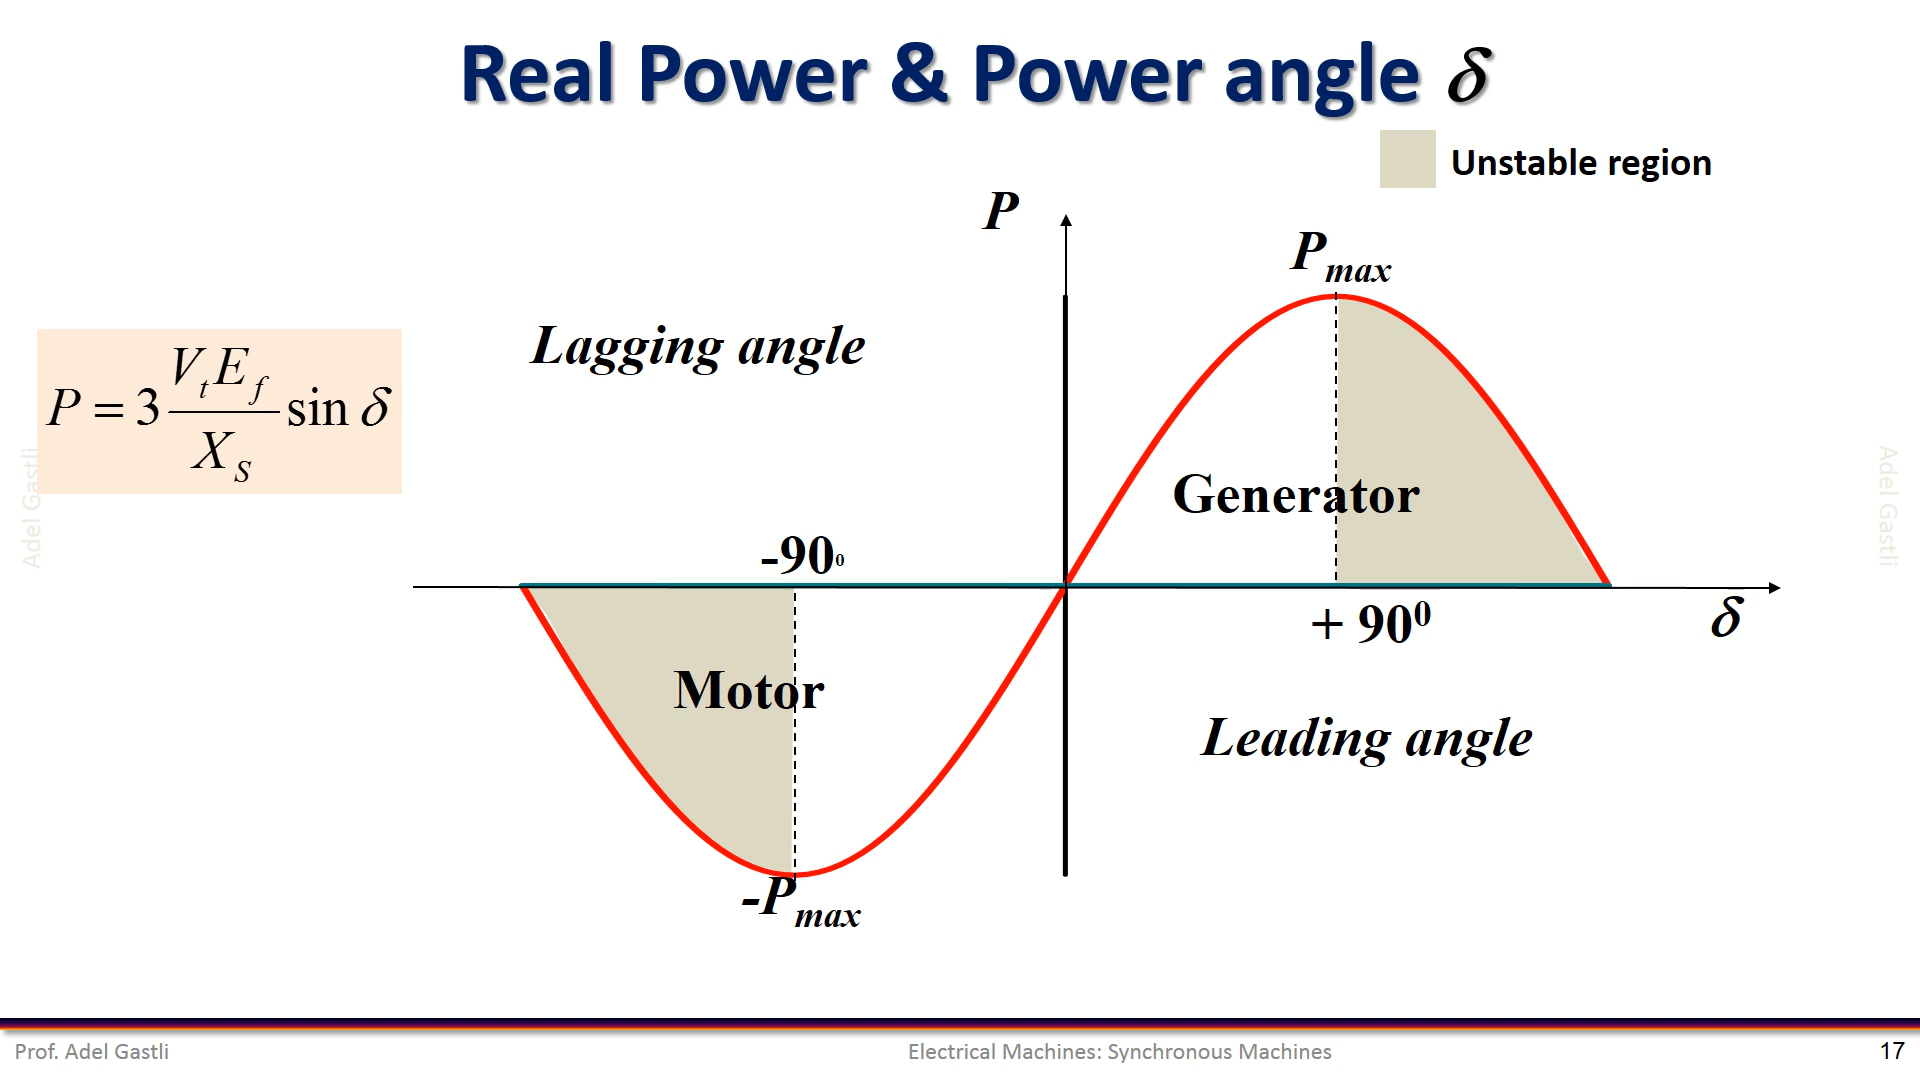 Real Power & Power angle δ
Unstable region
P
P_max
Lagging angle
P = 3 \frac{V_t E_f}{X_S} sin δ
Generator
-90⁰
+ 90⁰
δ
Motor
Leading angle
-P_max
Adel Gastli
Adel Gastli
Prof. Adel Gastli
Electrical Machines: Synchronous Machines
17